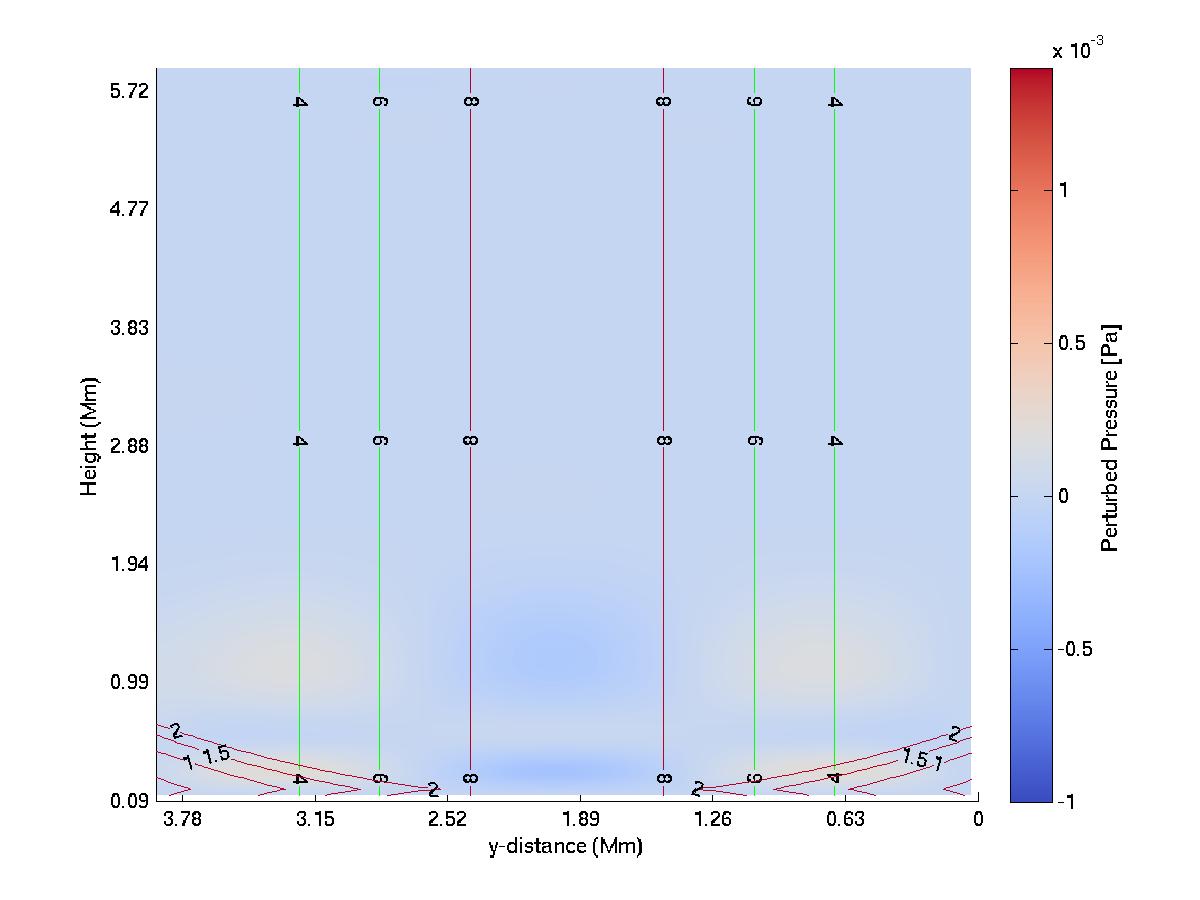 x 10-3
5.72
4 6 8 8 6 4
1
4.77
3.83
0.5
Height (Mm)
2.88
4 6 8 8 6 4
Perturbed Pressure [Pa]
0
1.94
-0.5
0.99
2 2
1 1.5 1.5 1
4 6 8 8 6 4
2 2
0.09
-1
3.78 3.15 2.52 1.89 1.26 0.63 0
y-distance (Mm)